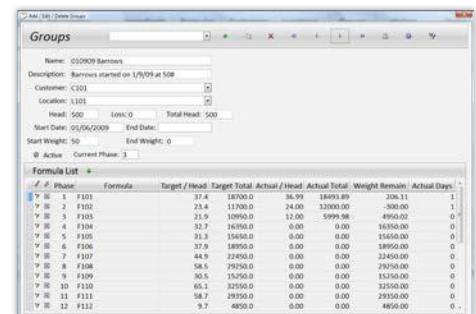 Add / Edit / Delete Groups
Groups
Name: 010909 Barrows
Description: Barrows started on 1/9/09 at 50#
Customer: C101
Location: L101
Head: 500 Loss: 0 Total Head: 500
Start Date: 01/06/2009 End Date:
Start Weight: 50 End Weight: 0
Active Current Phase: 3
Formula List
Phase Formula Target / Head Target Total Actual / Head Actual Total Weight Remain Actual Days
1 F101 37.4 18700.0 36.99 18493.89 206.11 1
2 F102 23.4 11700.0 24.00 12000.00 -300.00 1
3 F103 21.9 10950.0 12.00 5999.98 4950.02 0
4 F104 32.7 16350.0 0.00 0.00 16350.00 0
5 F105 31.3 15650.0 0.00 0.00 15650.00 0
6 F106 37.9 18950.0 0.00 0.00 18950.00 0
7 F107 44.9 22450.0 0.00 0.00 22450.00 0
8 F108 58.5 29250.0 0.00 0.00 29250.00 0
9 F109 30.5 15250.0 0.00 0.00 15250.00 0
10 F110 65.1 32550.0 0.00 0.00 32550.00 0
11 F111 58.7 29350.0 0.00 0.00 29350.00 0
12 F112 9.7 4850.0 0.00 0.00 4850.00 0